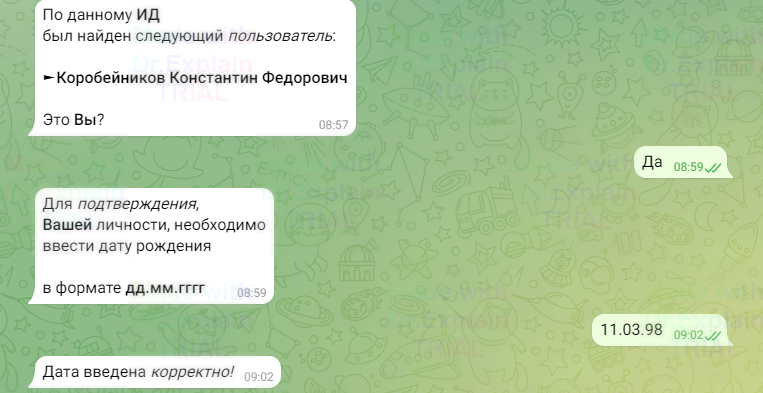 По данному ИД
был найден следующий пользователь:
➛Коробейников Константин Федорович
Это Вы?
08:57
Да
08:59
Для подтверждения,
Вашей личности, необходимо
ввести дату рождения
в формате дд.мм.гггг
08:59
11.03.98
09:02
Дата введена корректно!
09:02
Dr.Explain
TRIAL